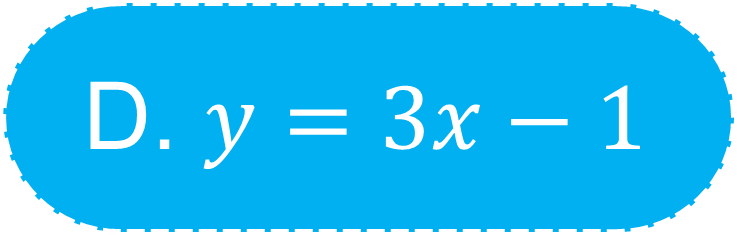 D. y = 3x − 1